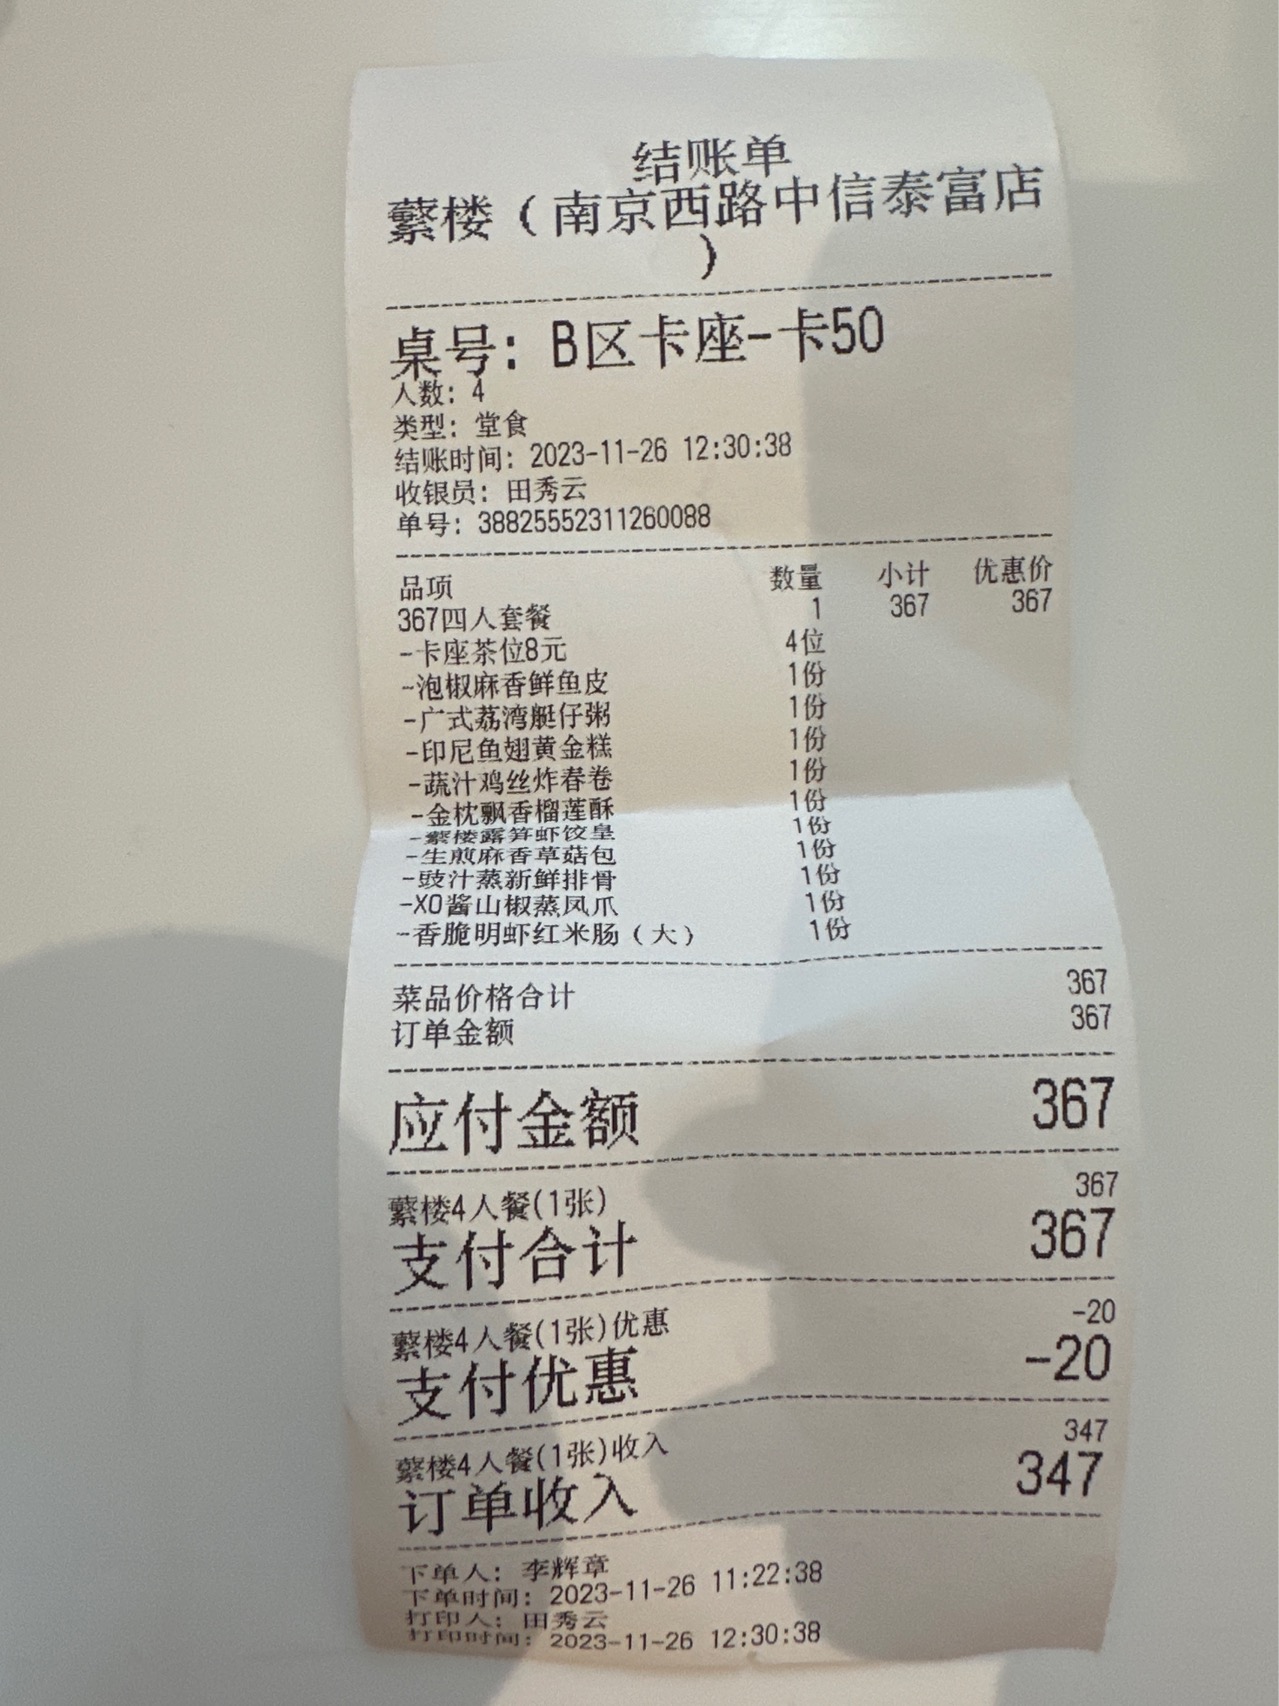 结账单
蘩楼（南京西路中信泰富店
）
桌号：B区卡座-卡50
人数：4
类型：堂食
结账时间：2023-11-26 12:30:38
收银员：田秀云
单号：38825552311260088
品项 数量 小计 优惠价
367四人套餐 1 367 367
-卡座茶位8元 4位
-泡椒麻香鲜鱼皮 1份
-广式荔湾艇仔粥 1份
-印尼鱼翅黄金糕 1份
-蔬汁鸡丝炸春卷 1份
-金枕飘香榴莲酥 1份
-蘩楼露笋虾饺皇 1份
-生煎麻香草菇包 1份
-豉汁蒸新鲜排骨 1份
-XO酱山椒蒸凤爪 1份
-香脆明虾红米肠（大） 1份
菜品价格合计 367
订单金额 367
应付金额 367
蘩楼4人餐(1张) 367
支付合计 367
蘩楼4人餐(1张)优惠 -20
支付优惠 -20
蘩楼4人餐(1张)收入 347
订单收入 347
下单人：李辉章
下单时间：2023-11-26 11:22:38
打印人：田秀云
打印时间：2023-11-26 12:30:38